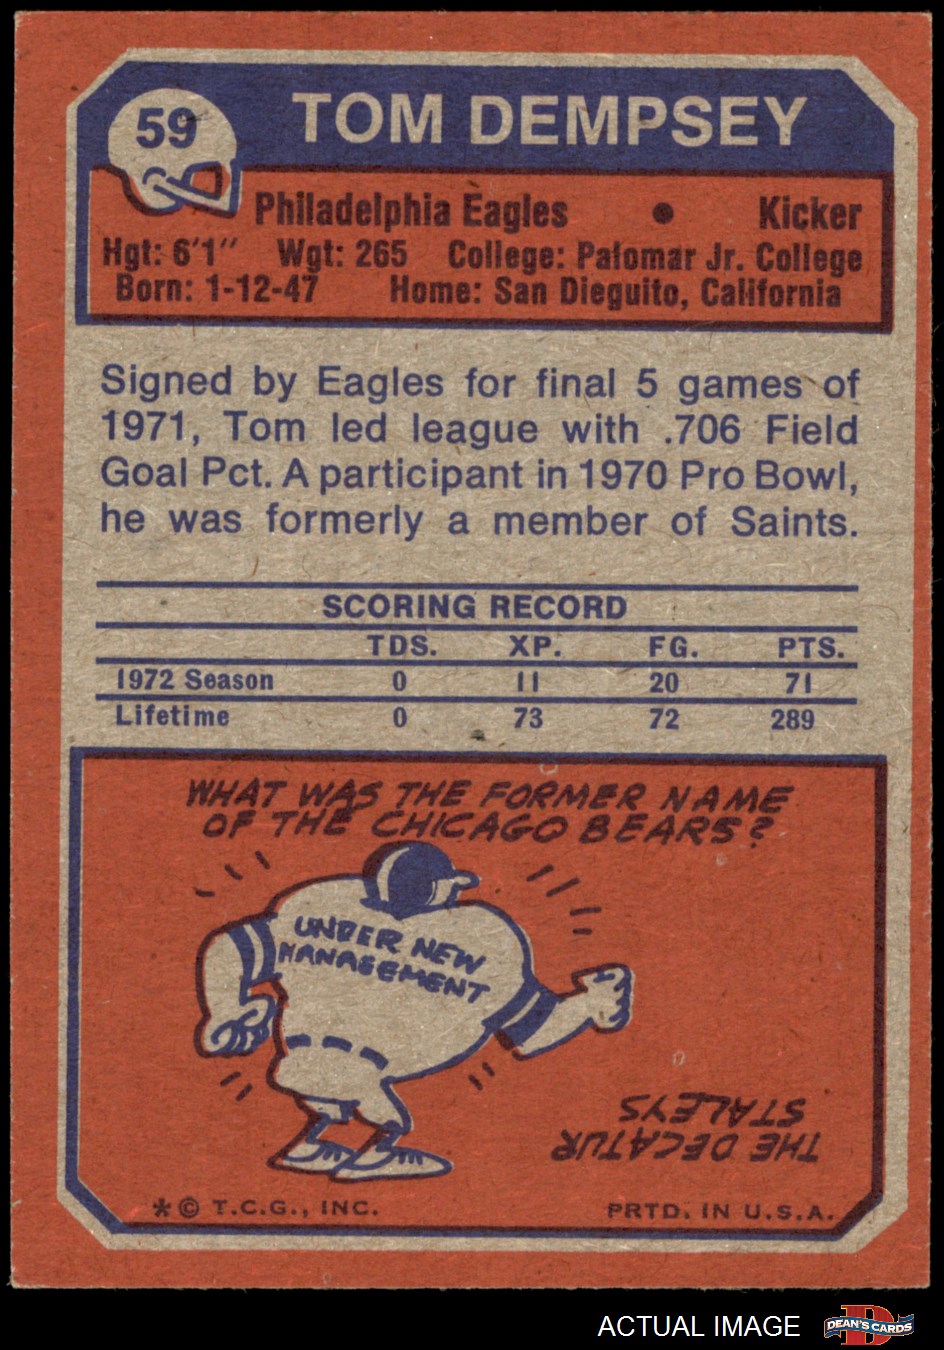 59
TOM DEMPSEY
Philadelphia Eagles • Kicker
Hgt: 6'1" Wgt: 265 College: Palomar Jr. College
Born: 1-12-47 Home: San Dieguito, California
Signed by Eagles for final 5 games of
1971, Tom led league with .706 Field
Goal Pct. A participant in 1970 Pro Bowl,
he was formerly a member of Saints.
SCORING RECORD
TDS. XP. FG. PTS.
1972 Season 0 11 20 71
Lifetime 0 73 72 289
WHAT WAS THE FORMER NAME
OF THE CHICAGO BEARS?
UNDER NEW
MANAGEMENT
THE DECATUR
STALEYS
*© T.C.G., INC. PRTD. IN U.S.A.
ACTUAL IMAGE
DEAN'S CARDS